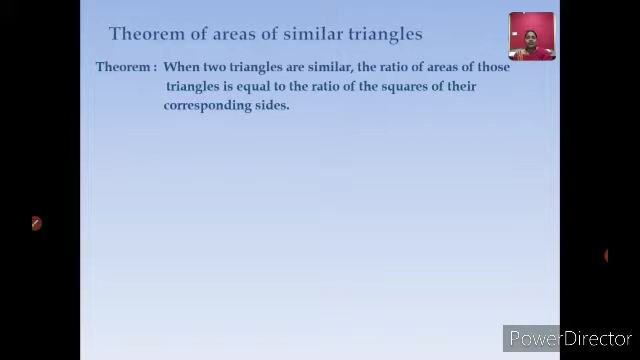 Theorem of areas of similar triangles
Theorem : When two triangles are similar, the ratio of areas of those
triangles is equal to the ratio of the squares of their
corresponding sides.
PowerDirector